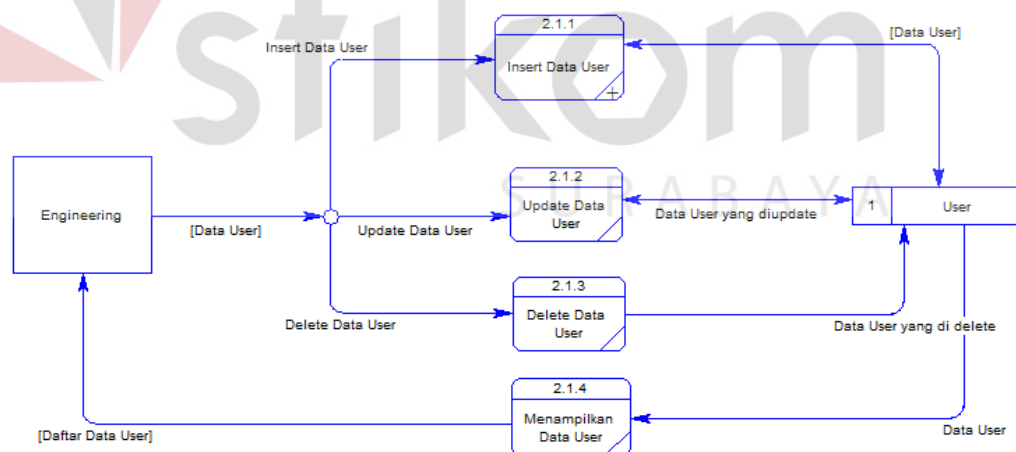 stikom
SURABAYA
2.1.1
Insert Data User
Insert Data User
[Data User]
Engineering
[Data User]
2.1.2
Update Data
User
Update Data User
Data User yang diupdate
1
User
2.1.3
Delete Data
User
Delete Data User
Data User yang di delete
2.1.4
Menampilkan
Data User
[Daftar Data User]
Data User